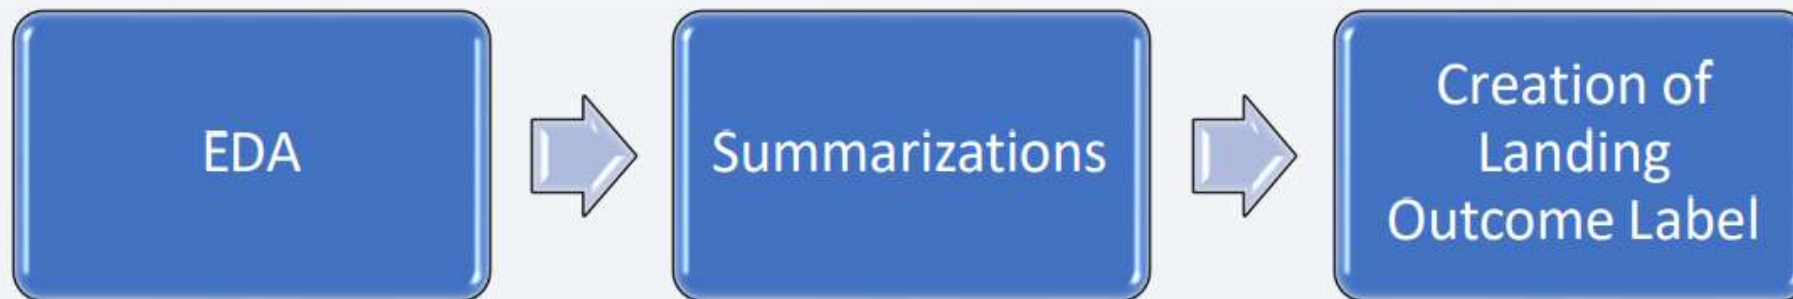 EDA
Summarizations
Creation of
Landing
Outcome Label